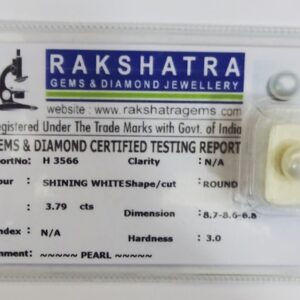 RAKSHATRA
GEMS & DIAMOND JEWELLERY
website : www.rakshatragems.com
egistered Under The Trade Marks with Govt. of India
EMS & DIAMOND CERTIFIED TESTING REPORT
ortNo: H 3566 Clarity : N/A
our : SHINING WHITE Shape/cut : ROUND
: 3.79 cts Dimension : 8.7-8.6-6.8
ndex : N/A Hardness : 3.0
nment: ~~~~~ PEARL ~~~~~